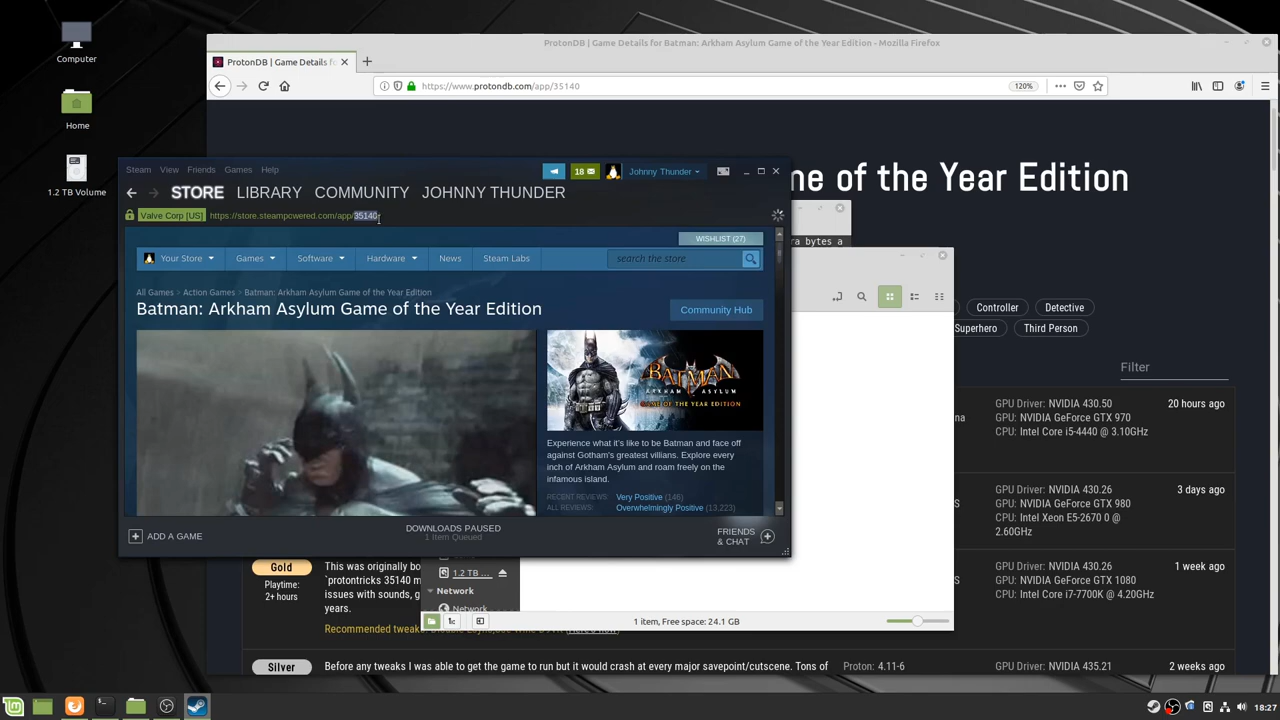 Computer
Home
1.2 TB Volume
ProtonDB | Game Details for Batman: Arkham Asylum Game of the Year Edition - Mozilla Firefox
ProtonDB | Game Details fo
https://www.protondb.com/app/35140
120%
me of the Year Edition
ra bytes a
Steam View Friends Games Help
18
Johnny Thunder
STORE LIBRARY COMMUNITY JOHNNY THUNDER
Valve Corp [US] https://store.steampowered.com/app/35140
WISHLIST (27)
Your Store Games Software Hardware News Steam Labs
search the store
All Games > Action Games > Batman: Arkham Asylum Game of the Year Edition
Batman: Arkham Asylum Game of the Year Edition
Community Hub
BATMAN
ARKHAM ASYLUM
GAME OF THE YEAR EDITION
Experience what it's like to be Batman and face off
against Gotham's greatest villians. Explore every
inch of Arkham Asylum and roam freely on the
infamous island.
RECENT REVIEWS: Very Positive (146)
ALL REVIEWS: Overwhelmingly Positive (13,223)
ADD A GAME
DOWNLOADS PAUSED
1 Item Queued
FRIENDS
& CHAT
Controller Detective
Superhero Third Person
Filter
GPU Driver: NVIDIA 430.50 20 hours ago
GPU: NVIDIA GeForce GTX 970
CPU: Intel Core i5-4440 @ 3.10GHz
GPU Driver: NVIDIA 430.26 3 days ago
GPU: NVIDIA GeForce GTX 980
CPU: Intel Xeon E5-2670 0 @
2.60GHz
GPU Driver: NVIDIA 430.26 1 week ago
GPU: NVIDIA GeForce GTX 1080
CPU: Intel Core i7-7700K @ 4.20GHz
Gold
Playtime:
2+ hours
This was originally bo
`protontricks 35140 m
issues with sounds, g
years.
Recommended tweaks:
1.2 TB ...
Network
Network
1 item, Free space: 24.1 GB
Silver
Before any tweaks I was able to get the game to run but it would crash at every major savepoint/cutscene. Tons of
Proton: 4.11-6
GPU Driver: NVIDIA 435.21 2 weeks ago
18:27